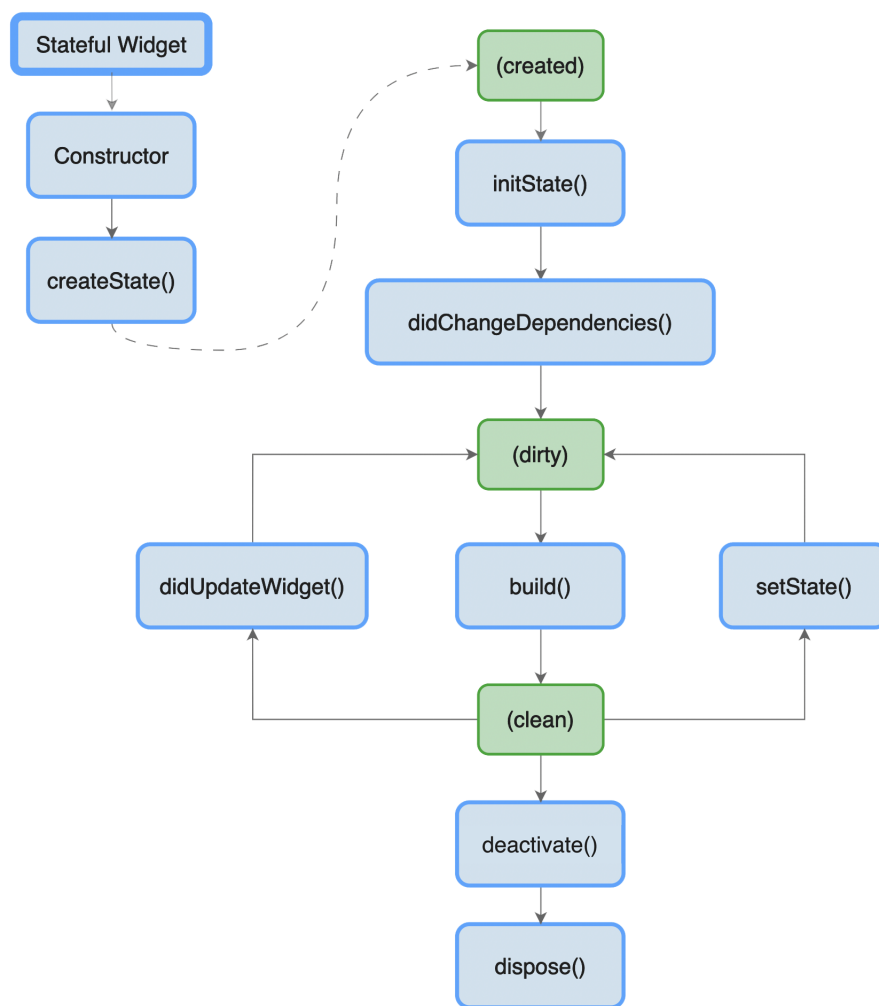 Stateful Widget
Constructor
createState()
(created)
initState()
didChangeDependencies()
(dirty)
didUpdateWidget()
build()
setState()
(clean)
deactivate()
dispose()